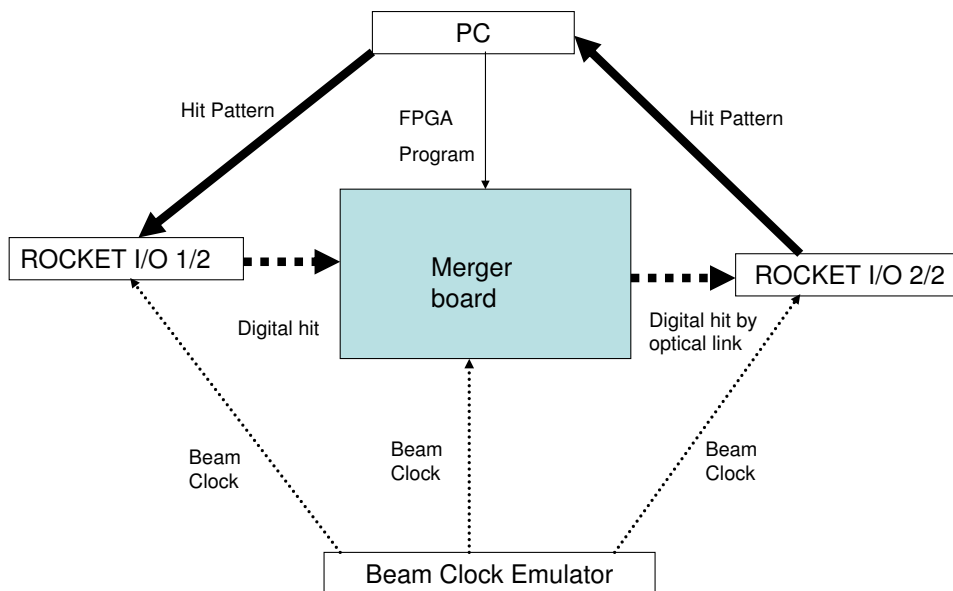 PC
Hit Pattern
FPGA
Program
Hit Pattern
ROCKET I/O 1/2
Merger
board
ROCKET I/O 2/2
Digital hit
Digital hit by
optical link
Beam
Clock
Beam
Clock
Beam
Clock
Beam Clock Emulator